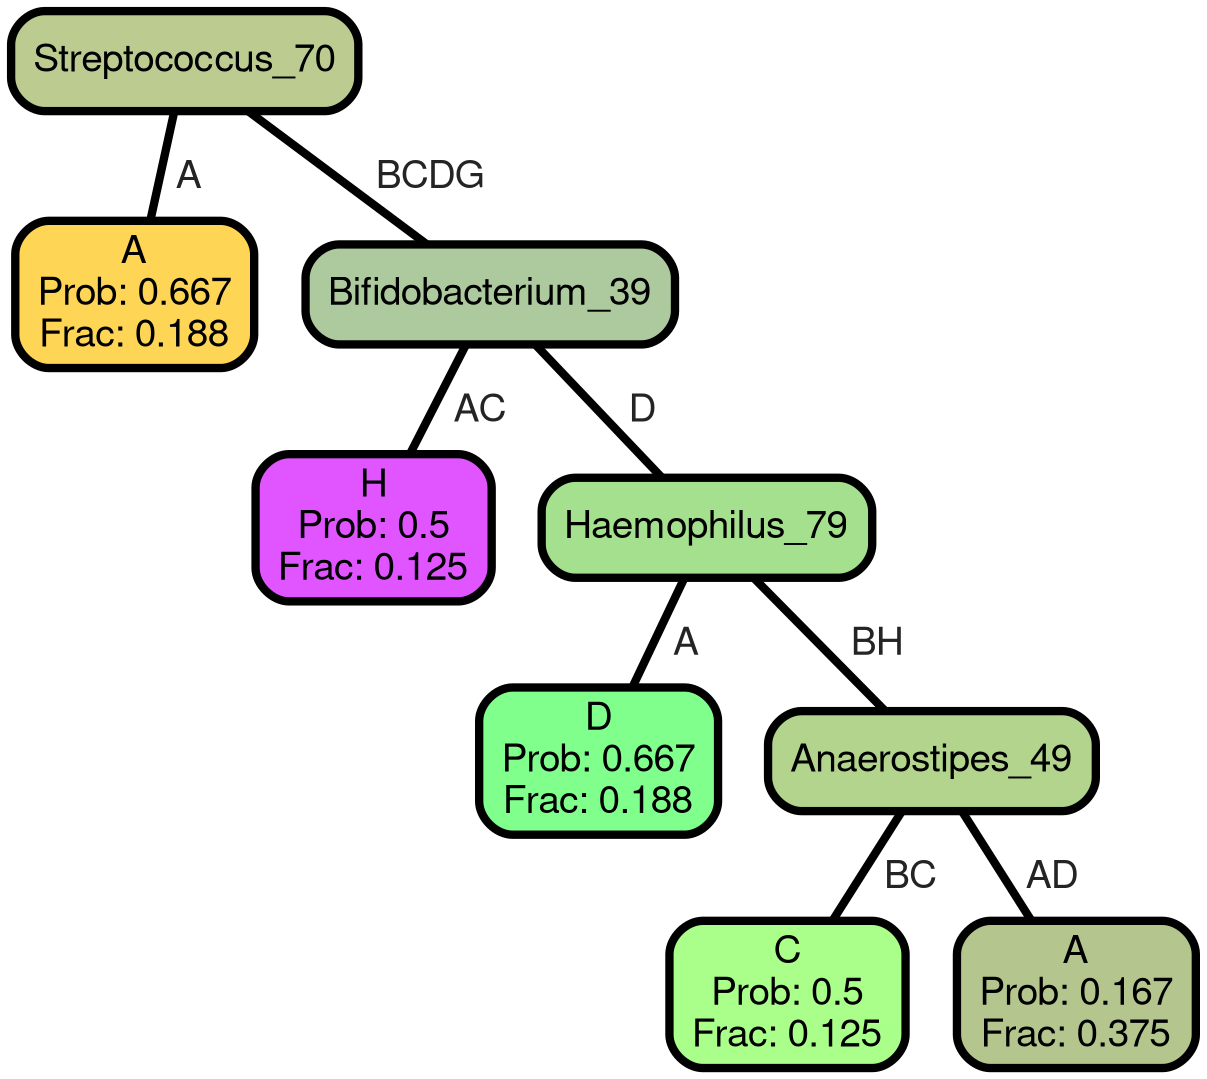 Streptococcus_70
A
BCDG
A
Prob: 0.667
Frac: 0.188
Bifidobacterium_39
AC
D
H
Prob: 0.5
Frac: 0.125
Haemophilus_79
A
BH
D
Prob: 0.667
Frac: 0.188
Anaerostipes_49
BC
AD
C
Prob: 0.5
Frac: 0.125
A
Prob: 0.167
Frac: 0.375